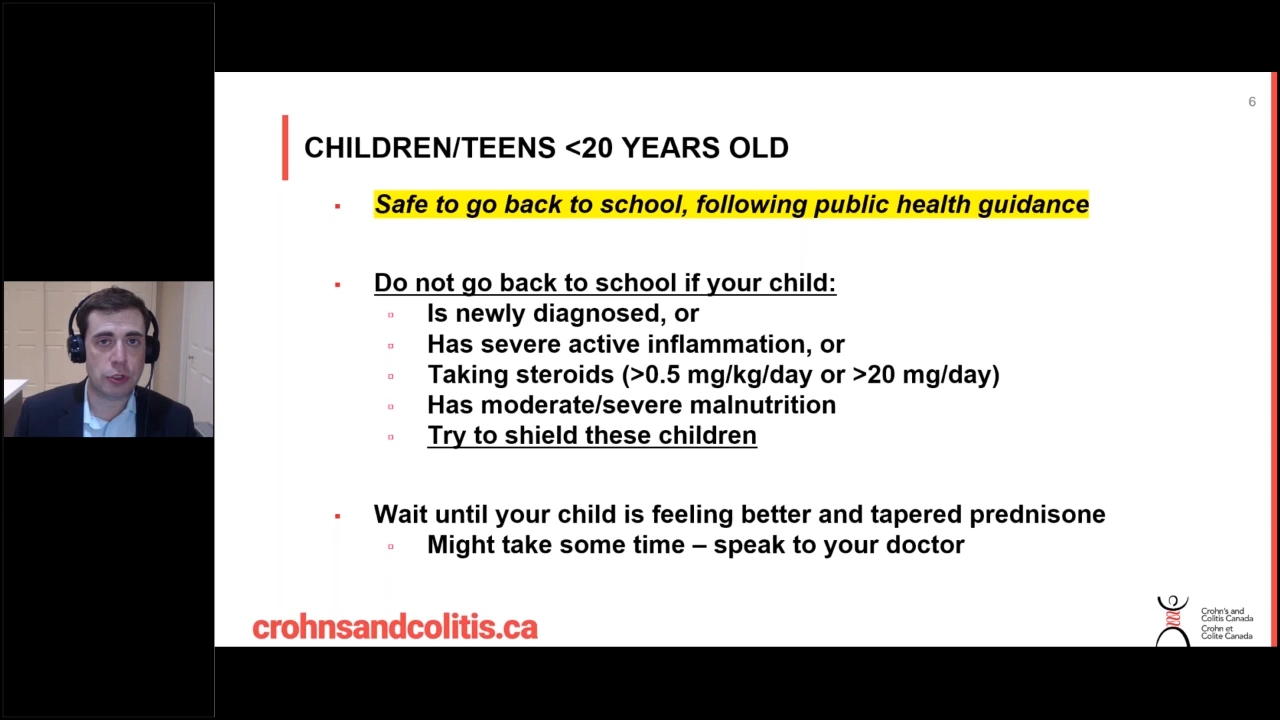 6
CHILDREN/TEENS <20 YEARS OLD
Safe to go back to school, following public health guidance
Do not go back to school if your child:
Is newly diagnosed, or
Has severe active inflammation, or
Taking steroids (>0.5 mg/kg/day or >20 mg/day)
Has moderate/severe malnutrition
Try to shield these children
Wait until your child is feeling better and tapered prednisone
Might take some time – speak to your doctor
crohnsandcolitis.ca
Crohn's and
Colitis Canada
Crohn et
Colite Canada